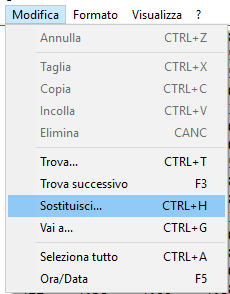 Modifica Formato Visualizza ?
Annulla CTRL+Z
Taglia CTRL+X
Copia CTRL+C
Incolla CTRL+V
Elimina CANC
Trova... CTRL+T
Trova successivo F3
Sostituisci... CTRL+H
Vai a... CTRL+G
Seleziona tutto CTRL+A
Ora/Data F5